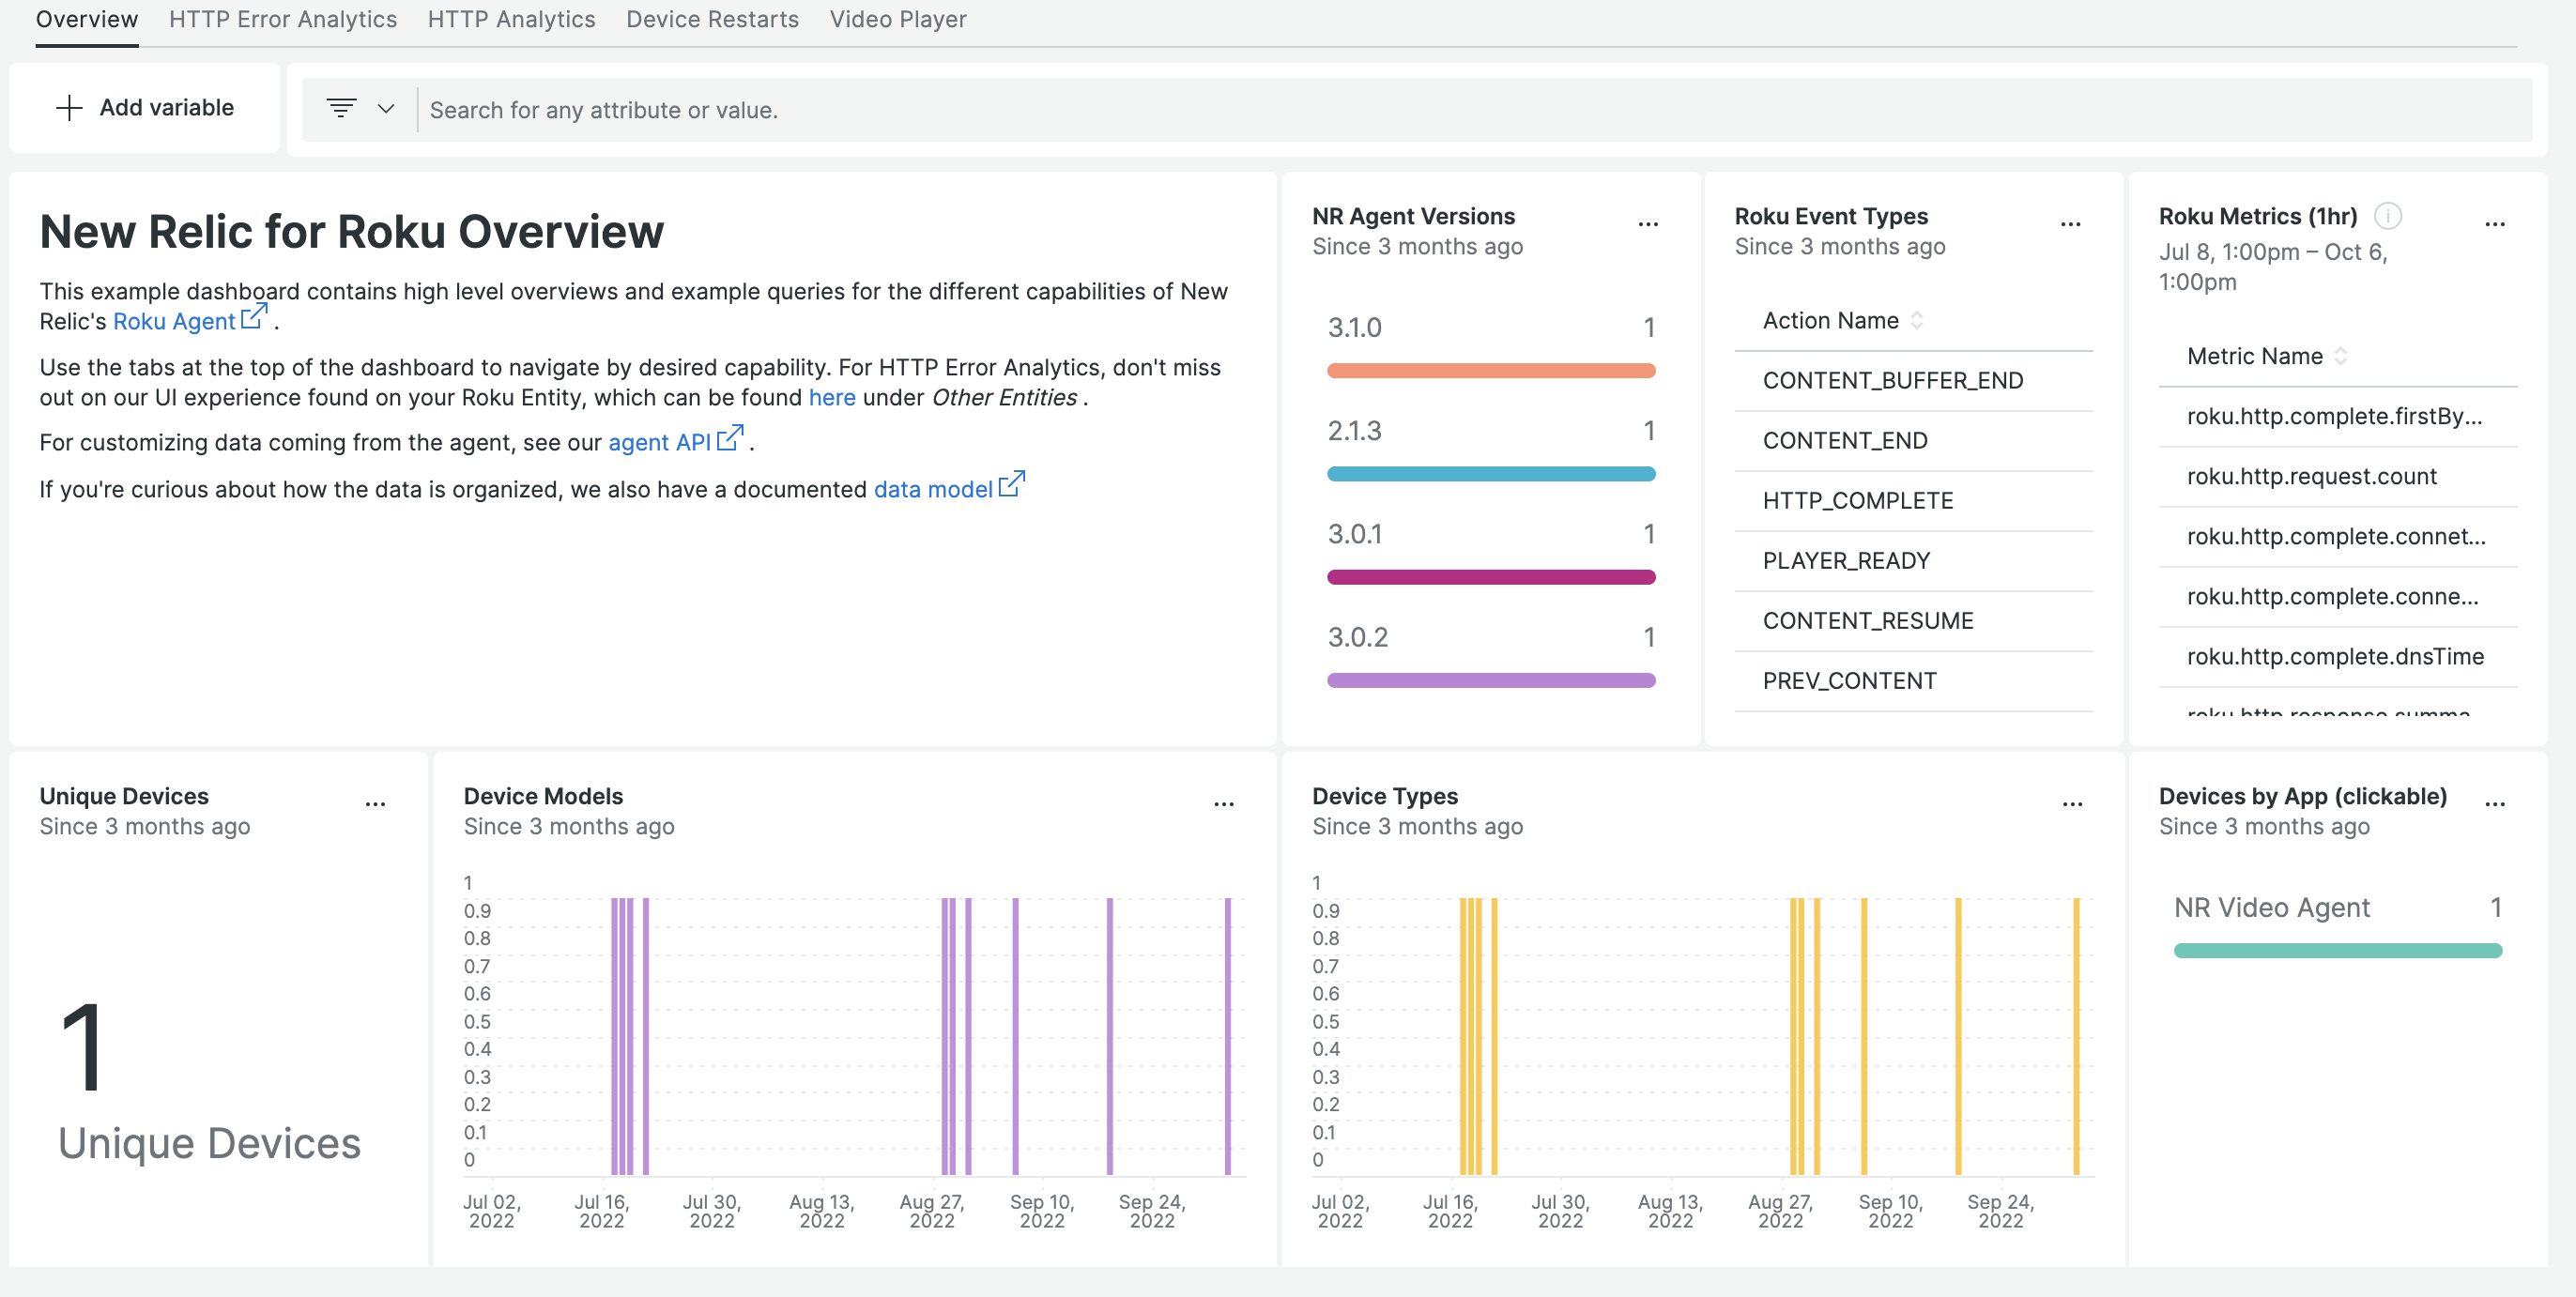 Overview HTTP Error Analytics HTTP Analytics Device Restarts Video Player
Add variable
Search for any attribute or value.
New Relic for Roku Overview
This example dashboard contains high level overviews and example queries for the different capabilities of New
Relic's Roku Agent .
Use the tabs at the top of the dashboard to navigate by desired capability. For HTTP Error Analytics, don't miss
out on our UI experience found on your Roku Entity, which can be found here under Other Entities .
For customizing data coming from the agent, see our agent API .
If you're curious about how the data is organized, we also have a documented data model
NR Agent Versions
Since 3 months ago
3.1.0 1
2.1.3 1
3.0.1 1
3.0.2 1
Roku Event Types
Since 3 months ago
Action Name
CONTENT_BUFFER_END
CONTENT_END
HTTP_COMPLETE
PLAYER_READY
CONTENT_RESUME
PREV_CONTENT
Roku Metrics (1hr)
Jul 8, 1:00pm – Oct 6,
1:00pm
Metric Name
roku.http.complete.firstBy...
roku.http.request.count
roku.http.complete.connet...
roku.http.complete.conne...
roku.http.complete.dnsTime
roku.http.response.summa
Unique Devices
Since 3 months ago
1
Unique Devices
Device Models
Since 3 months ago
1
0.9
0.8
0.7
0.6
0.5
0.4
0.3
0.2
0.1
0
Jul 02, Jul 16, Jul 30, Aug 13, Aug 27, Sep 10, Sep 24,
2022 2022 2022 2022 2022 2022 2022
Device Types
Since 3 months ago
1
0.9
0.8
0.7
0.6
0.5
0.4
0.3
0.2
0.1
0
Jul 02, Jul 16, Jul 30, Aug 13, Aug 27, Sep 10, Sep 24,
2022 2022 2022 2022 2022 2022 2022
Devices by App (clickable)
Since 3 months ago
NR Video Agent 1